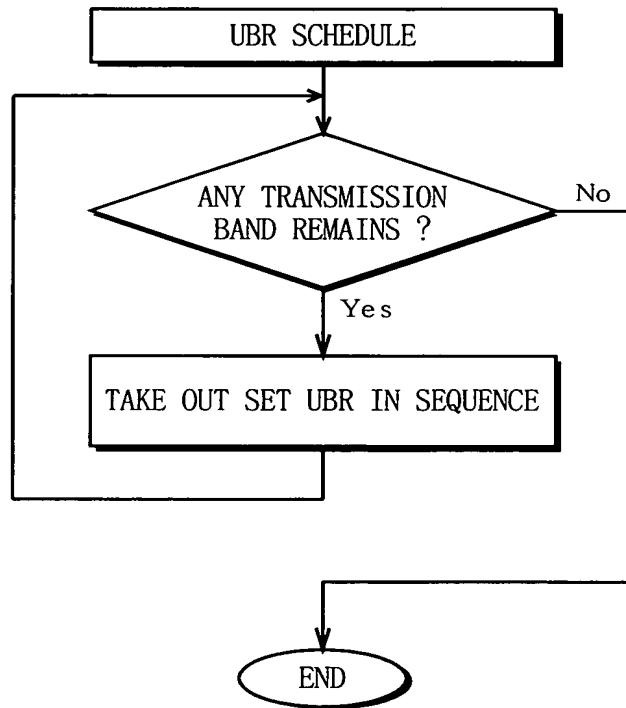 UBR SCHEDULE
ANY TRANSMISSION
BAND REMAINS ?
No
Yes
TAKE OUT SET UBR IN SEQUENCE
END